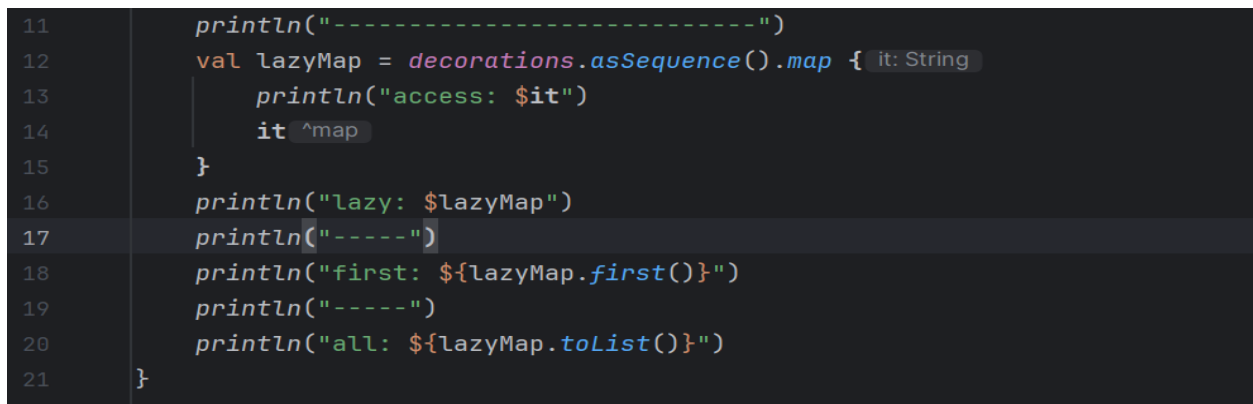 11 println("----------------------------")
12 val lazyMap = decorations.asSequence().map { it: String
13 println("access: $it")
14 it ^map
15 }
16 println("lazy: $lazyMap")
17 println("-----")
18 println("first: ${lazyMap.first()}")
19 println("-----")
20 println("all: ${lazyMap.toList()}")
21 }